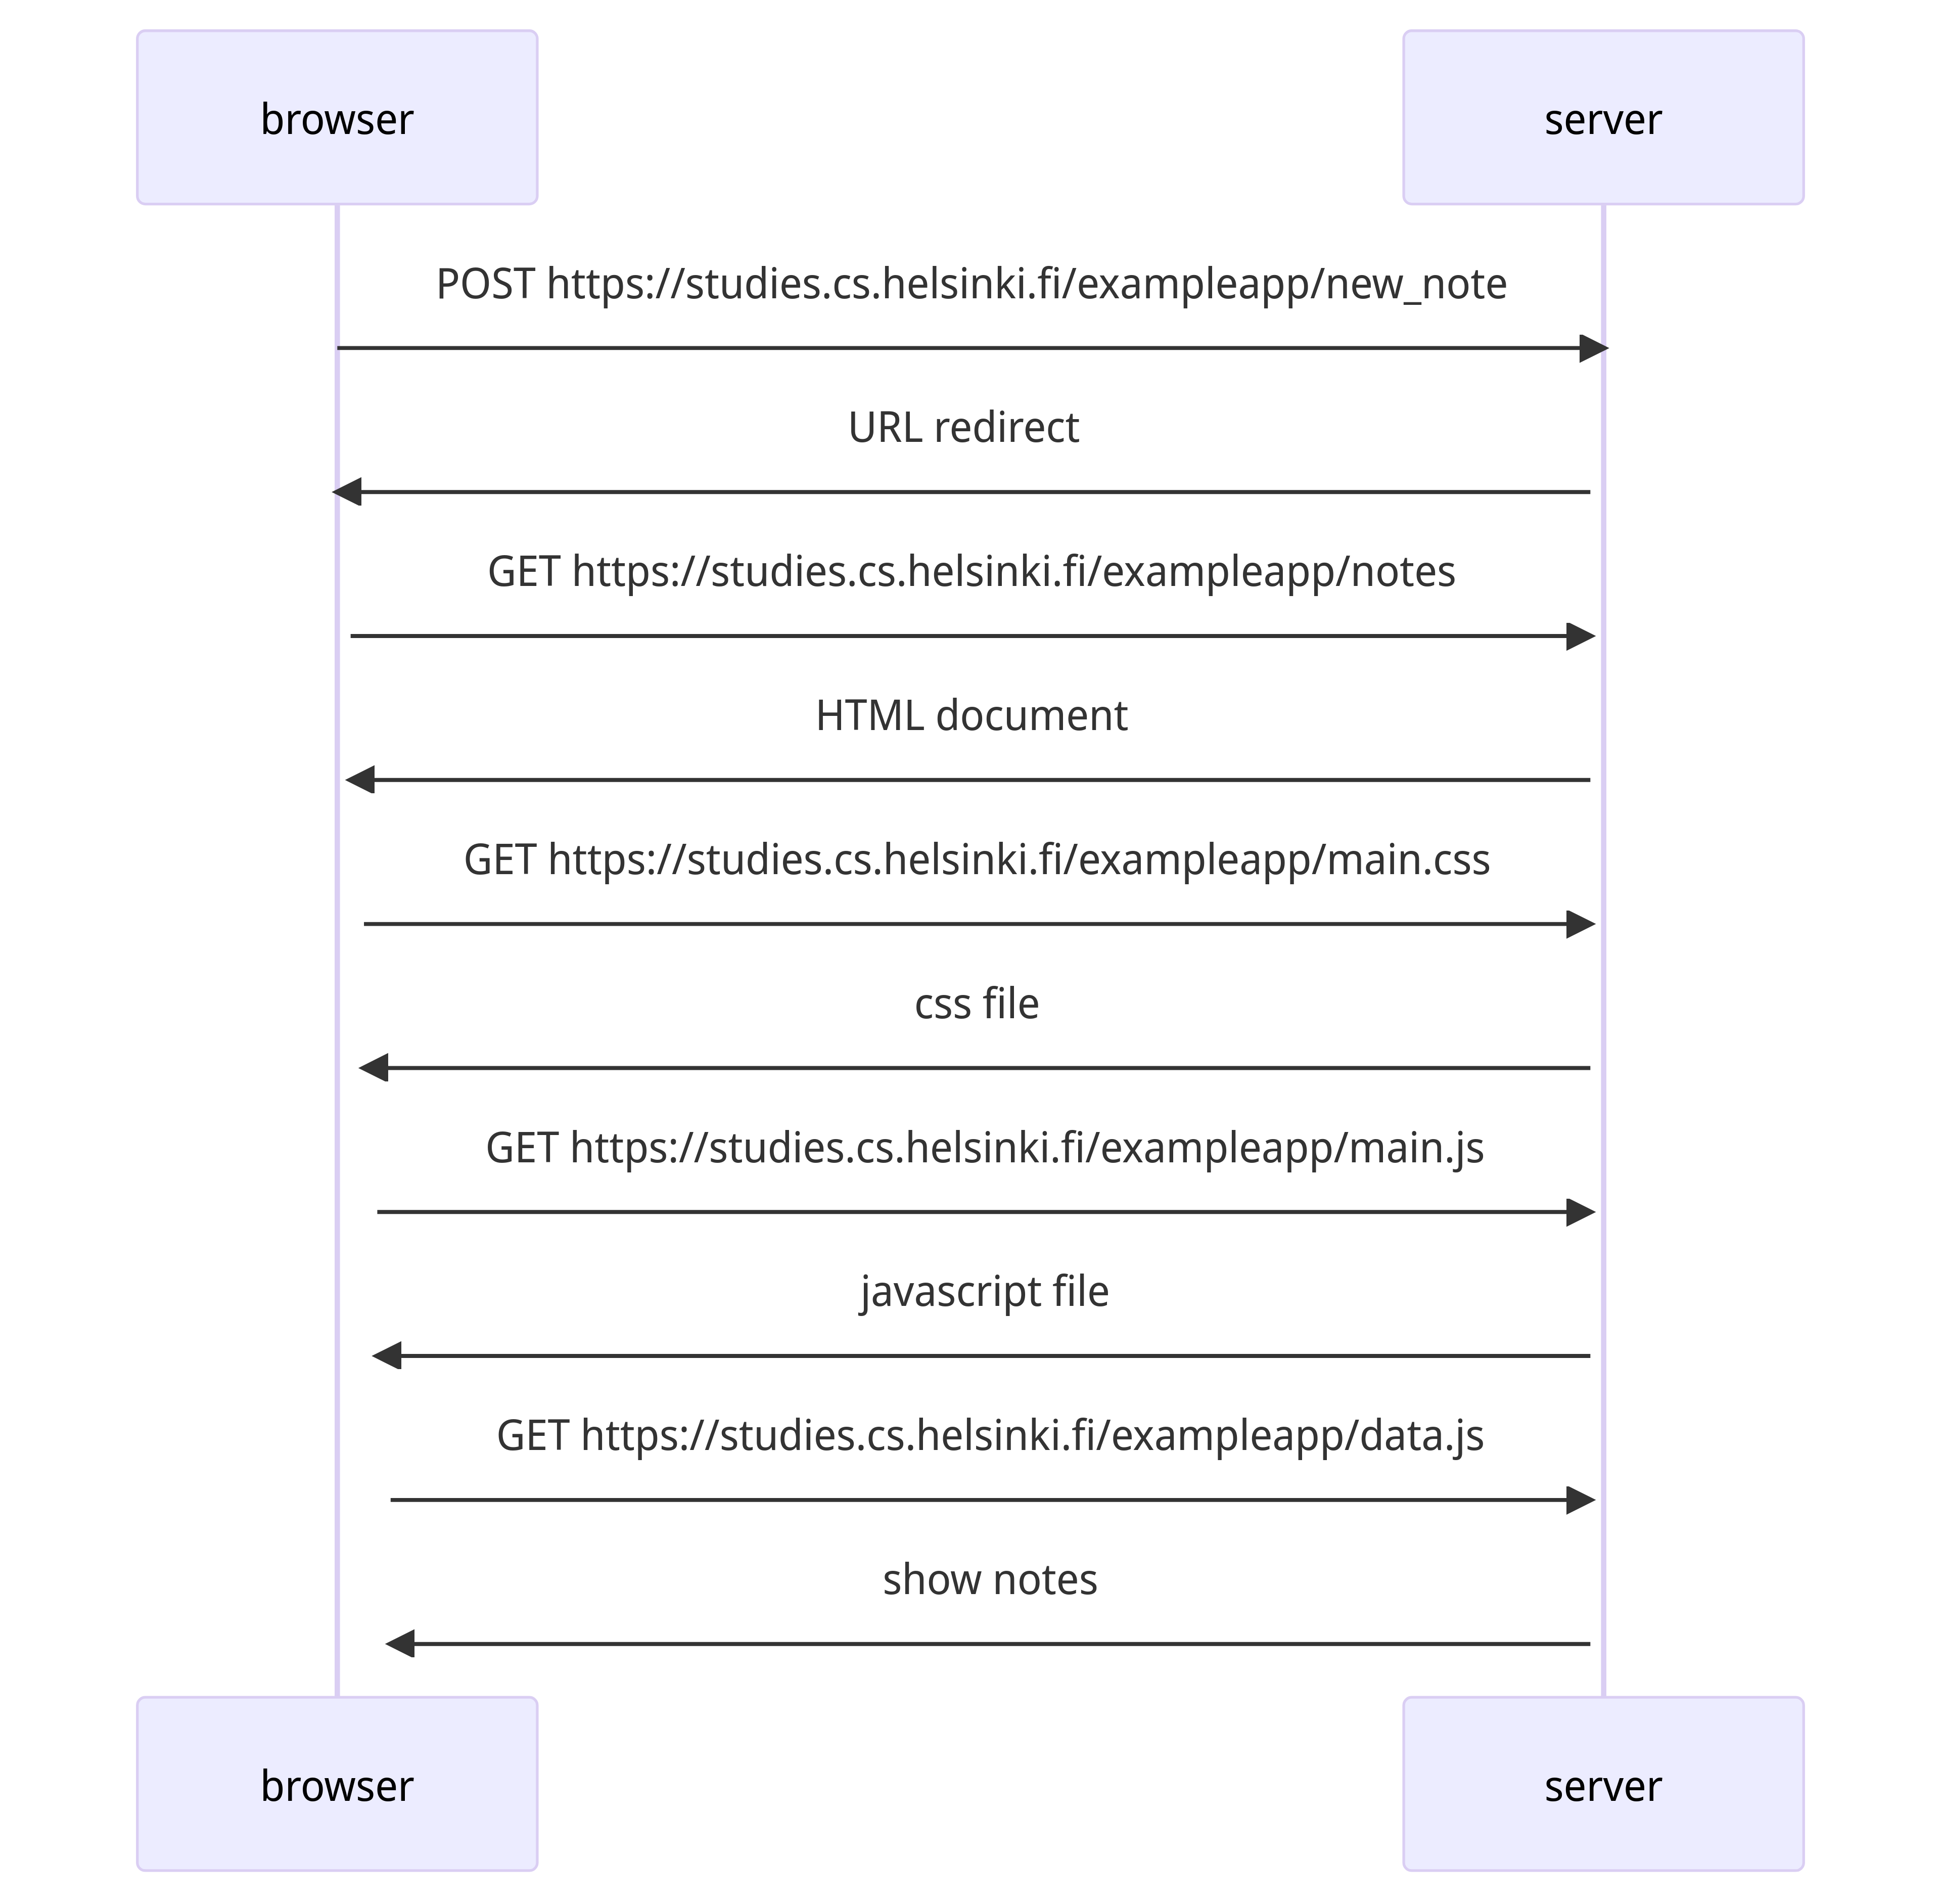 browser
server
POST https://studies.cs.helsinki.fi/exampleapp/new_note
URL redirect
GET https://studies.cs.helsinki.fi/exampleapp/notes
HTML document
GET https://studies.cs.helsinki.fi/exampleapp/main.css
css file
GET https://studies.cs.helsinki.fi/exampleapp/main.js
javascript file
GET https://studies.cs.helsinki.fi/exampleapp/data.js
show notes
browser
server